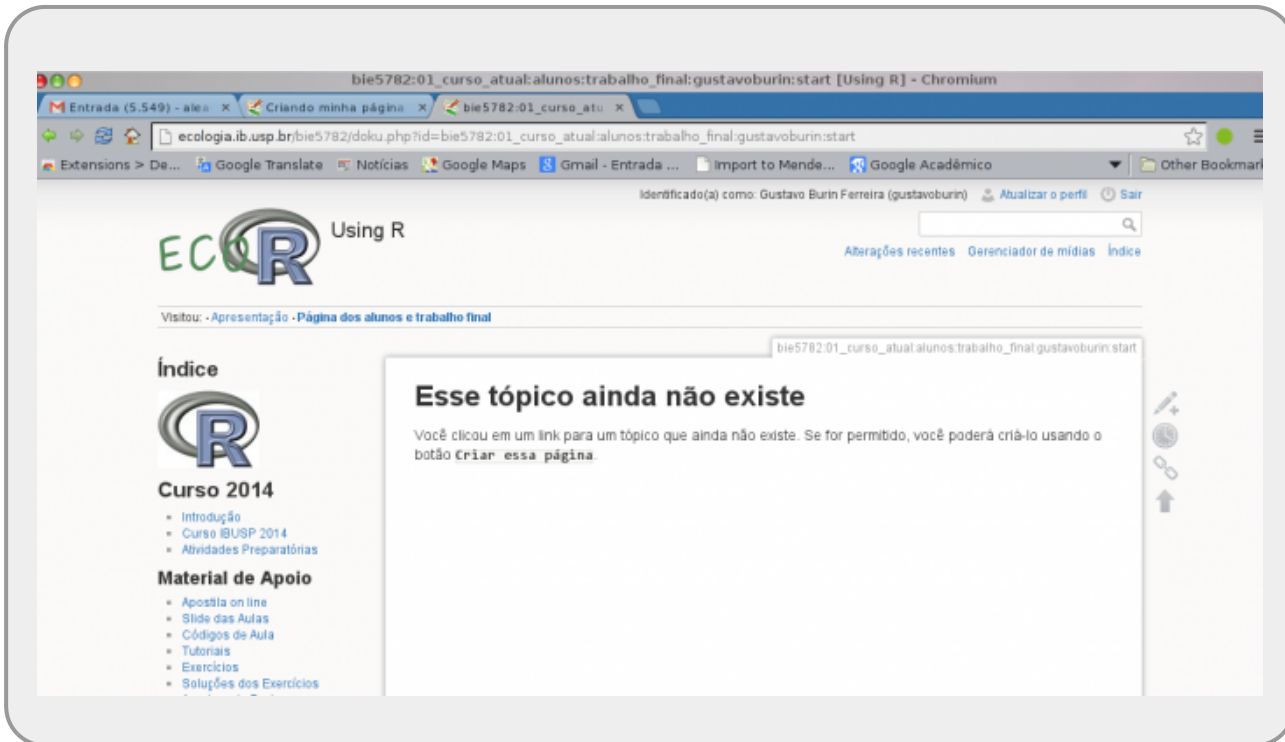 bie5782:01_curso_atual:alunos:trabalho_final:gustavoburin:start [Using R] - Chromium
Entrada (5.549) - alea
Criando minha página
bie5782:01_curso_atu
ecologia.ib.usp.br/bie5782/doku.php?id=bie5782:01_curso_atual:alunos:trabalho_final:gustavoburin:start
Extensions > De... Google Translate Notícias Google Maps Gmail - Entrada ... Import to Mende... Google Acadêmico Other Bookmar
Identificado(a) como: Gustavo Burin Ferreira (gustavoburin) Atualizar o perfil Sair
ECO R
Using R
Alterações recentes Gerenciador de mídias Índice
Visitou: • Apresentação • Página dos alunos e trabalho final
bie5782:01_curso_atual:alunos:trabalho_final:gustavoburin:start
Índice
R
Curso 2014
Introdução
Curso IBUSP 2014
Atividades Preparatórias
Material de Apoio
Apostila on line
Slide das Aulas
Códigos de Aula
Tutoriais
Exercícios
Soluções dos Exercícios
Esse tópico ainda não existe
Você clicou em um link para um tópico que ainda não existe. Se for permitido, você poderá criá-lo usando o
botão Criar essa página.